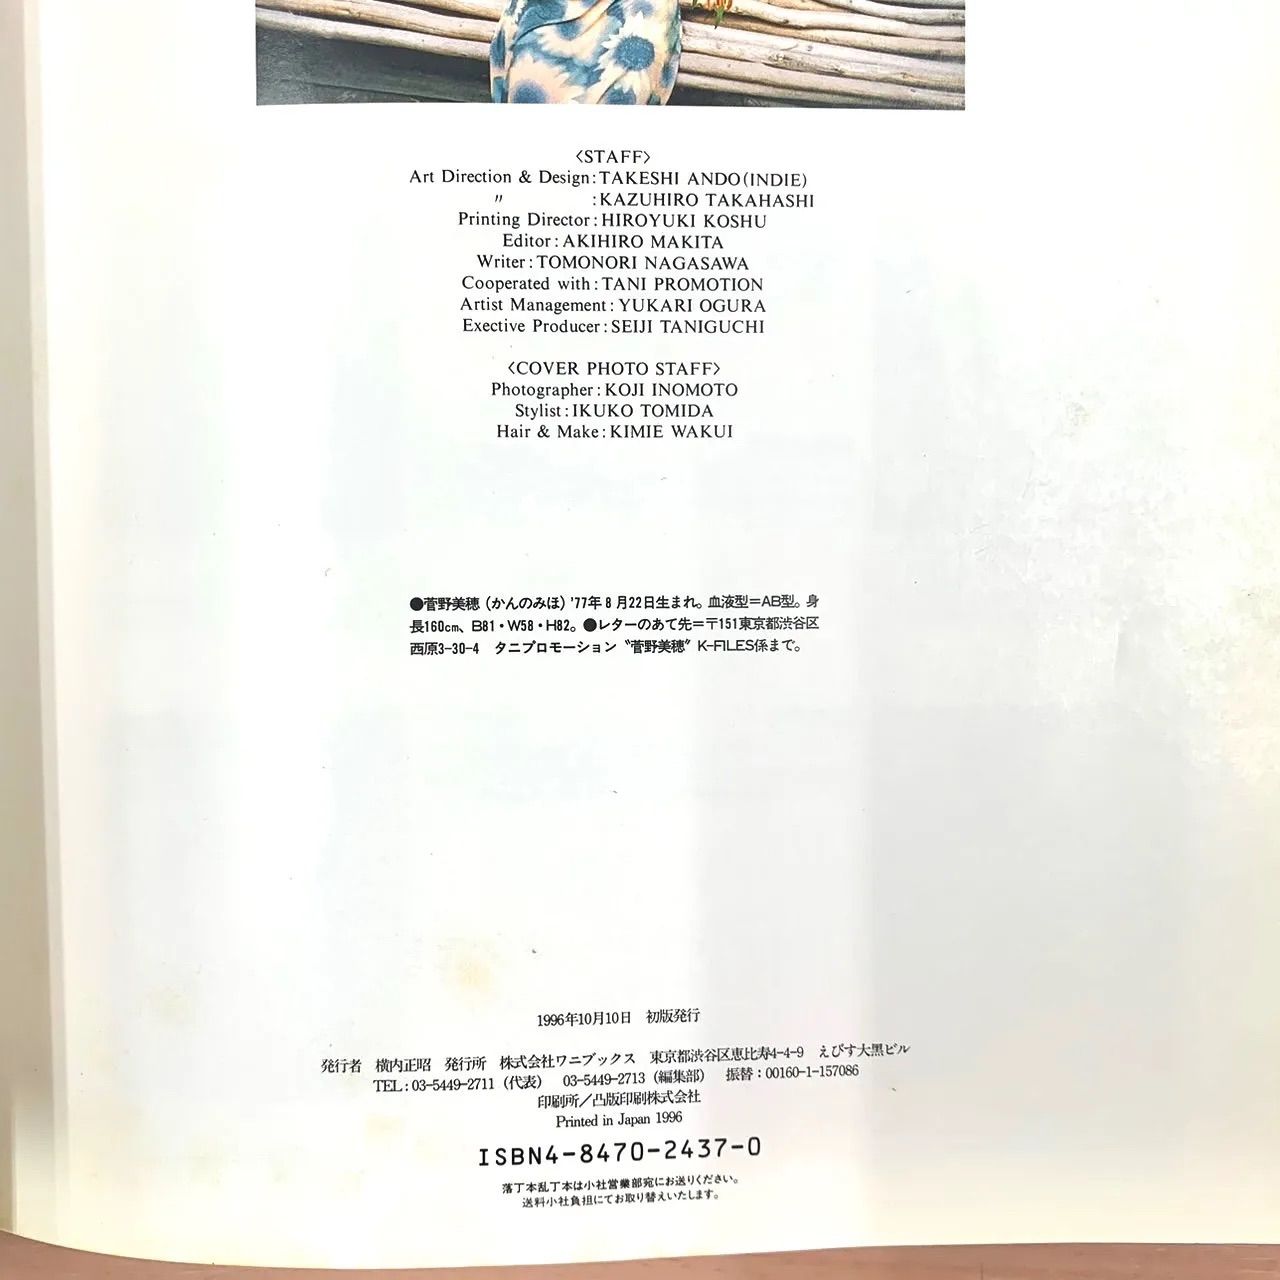 〈STAFF〉
Art Direction & Design:TAKESHI ANDO(INDIE)
〃 :KAZUHIRO TAKAHASHI
Printing Director:HIROYUKI KOSHU
Editor:AKIHIRO MAKITA
Writer:TOMONORI NAGASAWA
Cooperated with:TANI PROMOTION
Artist Management:YUKARI OGURA
Exective Producer:SEIJI TANIGUCHI
〈COVER PHOTO STAFF〉
Photographer:KOJI INOMOTO
Stylist:IKUKO TOMIDA
Hair & Make:KIMIE WAKUI
●菅野美穂（かんのみほ）'77年8月22日生まれ。血液型＝AB型。身
長160cm、B81・W58・H82。●レターのあて先＝〒151東京都渋谷区
西原3-30-4 タニプロモーション〝菅野美穂〟K-FILES係まで。
1996年10月10日 初版発行
発行者 横内正昭 発行所 株式会社ワニブックス 東京都渋谷区恵比寿4-4-9 えびす大黒ビル
TEL：03-5449-2711（代表） 03-5449-2713（編集部） 振替：00160-1-157086
印刷所／凸版印刷株式会社
Printed in Japan 1996
ISBN4-8470-2437-0
落丁本乱丁本は小社営業部宛にお送りください。
送料小社負担にてお取り替えいたします。